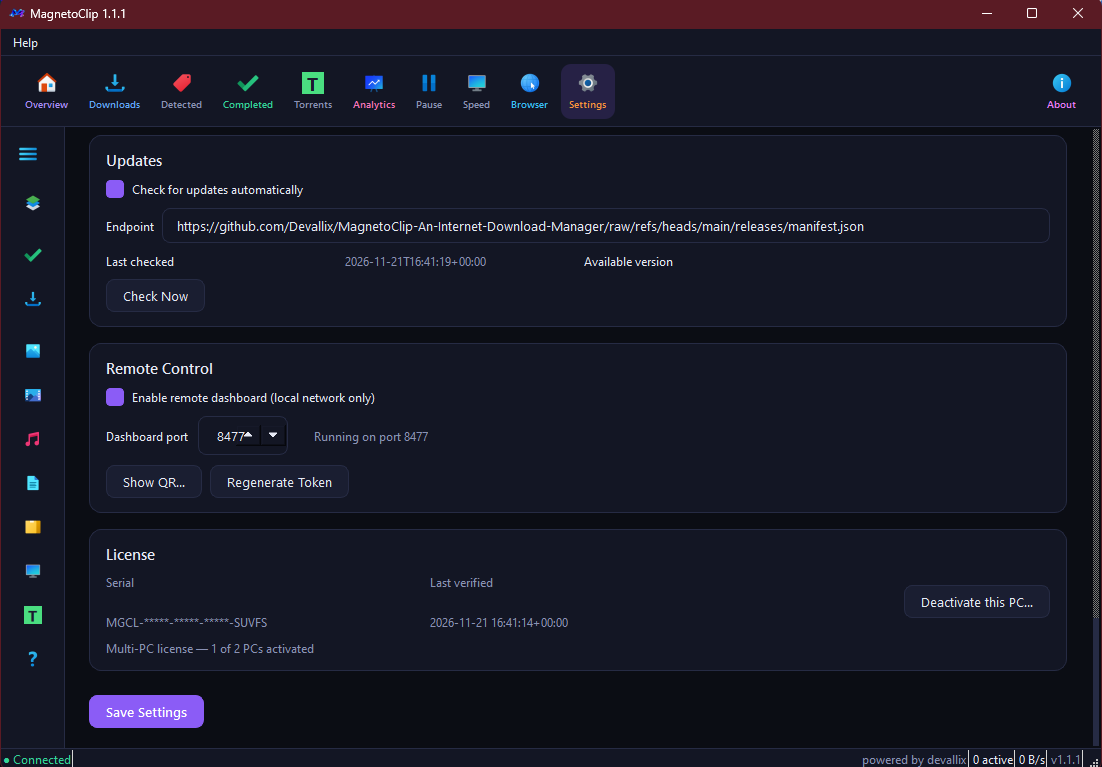 MagnetoClip 1.1.1
Help
Overview Downloads Detected Completed T Torrents Analytics Pause Speed Browser Settings i About
Updates
Check for updates automatically
Endpoint https://github.com/Devallix/MagnetoClip-An-Internet-Download-Manager/raw/refs/heads/main/releases/manifest.json
Last checked 2026-11-21T16:41:19+00:00 Available version
Check Now
Remote Control
Enable remote dashboard (local network only)
Dashboard port 8477 Running on port 8477
Show QR... Regenerate Token
License
Serial Last verified
Deactivate this PC...
MGCL-*****-*****-*****-SUVFS 2026-11-21 16:41:14+00:00
T
Multi-PC license — 1 of 2 PCs activated
?
Save Settings
Connected powered by devallix 0 active 0 B/s v1.1.1